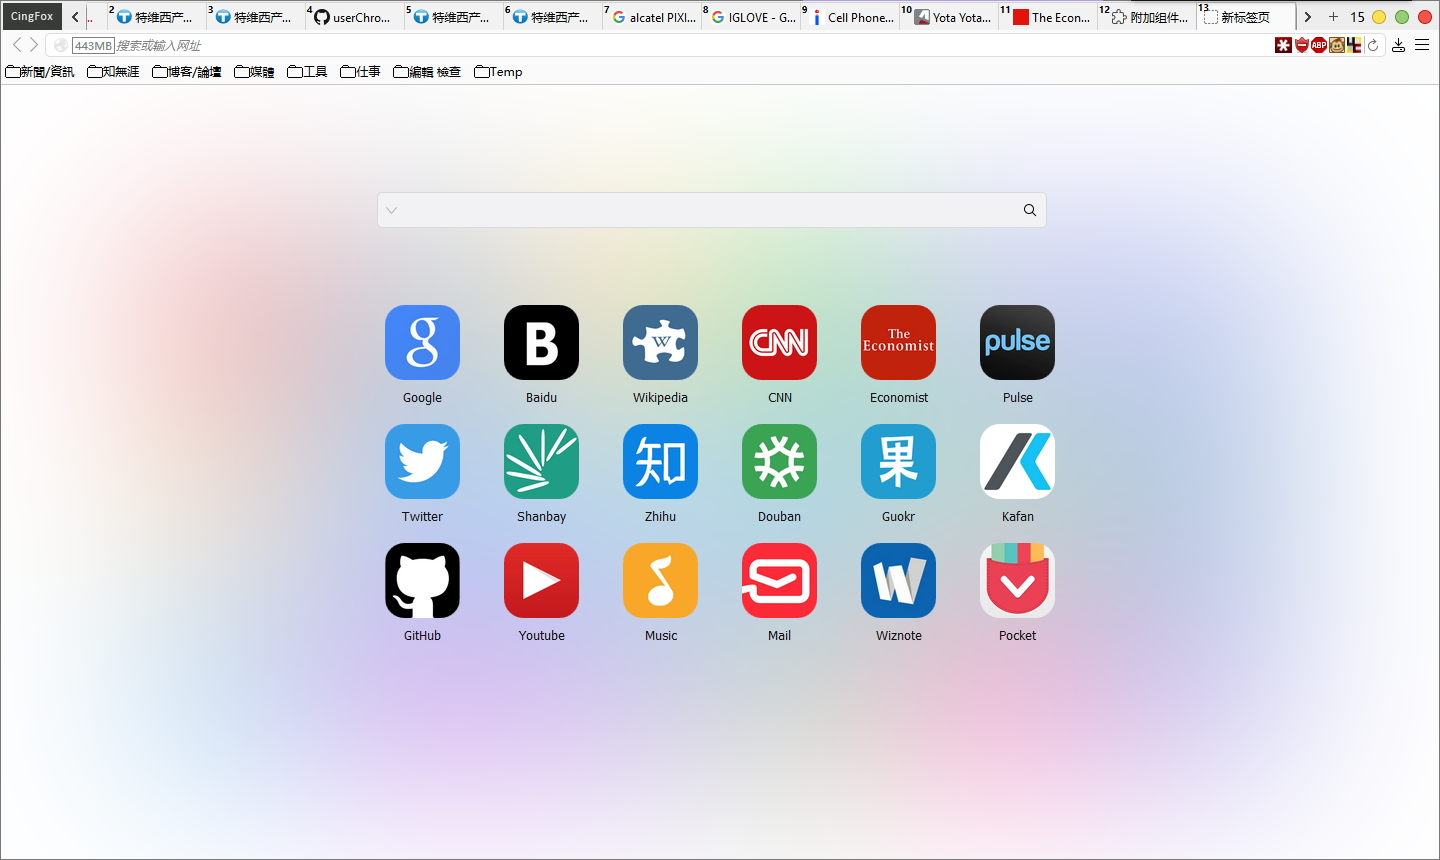 CingFox
..
2 特维西产...
3 特维西产...
4 userChro...
5 特维西产...
6 特维西产...
7 alcatel PIXI...
8 IGLOVE - G...
9 Cell Phone...
10 Yota Yota...
11 The Econ...
12 附加组件...
13 新标签页
15
443MB 搜索或输入网址
ABP
新聞/資訊 知無涯 博客/論壇 媒體 工具 仕事 編輯 檢查 Temp
g B W CNN The Economist pulse
Google Baidu Wikipedia CNN Economist Pulse
知 果
Twitter Shanbay Zhihu Douban Guokr Kafan
W
GitHub Youtube Music Mail Wiznote Pocket